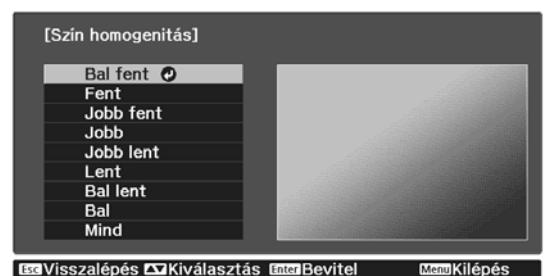 [Szín homogenitás]
Bal fent
Fent
Jobb fent
Jobb
Jobb lent
Lent
Bal lent
Bal
Mind
Esc Visszalépés Kiválasztás Enter Bevitel Menu Kilépés